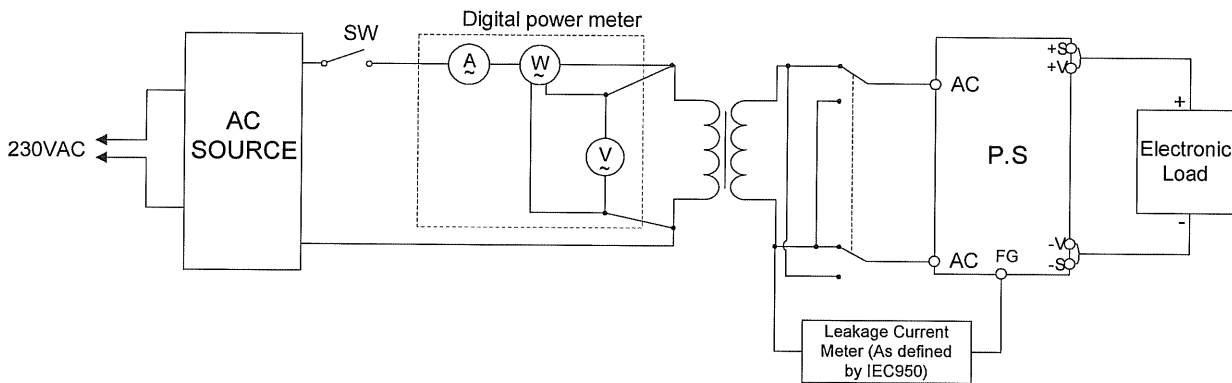 Digital power meter
SW
A
~
W
~
V
~
230VAC
AC
SOURCE
AC
AC
P.S
FG
+S
+V
-V
-S
+
Electronic
Load
-
Leakage Current
Meter (As defined
by IEC950)